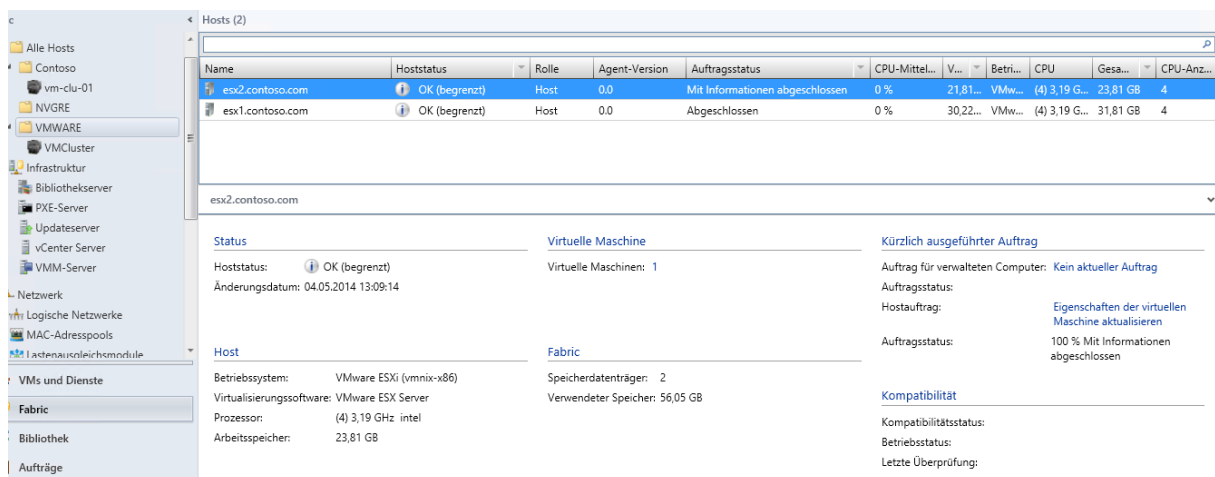 c
Alle Hosts
Contoso
vm-clu-01
NVGRE
VMWARE
VMCluster
Infrastruktur
Bibliothekserver
PXE-Server
Updateserver
vCenter Server
VMM-Server
Netzwerk
Logische Netzwerke
MAC-Adresspools
Lastenausgleichsmodule
VMs und Dienste
Fabric
Bibliothek
Aufträge
Hosts (2)
Name Hoststatus Rolle Agent-Version Auftragsstatus CPU-Mittel... V... Betri... CPU Gesa... CPU-Anz...
esx2.contoso.com OK (begrenzt) Host 0.0 Mit Informationen abgeschlossen 0 % 21,81... VMw... (4) 3,19 G... 23,81 GB 4
esx1.contoso.com OK (begrenzt) Host 0.0 Abgeschlossen 0 % 30,22... VMw... (4) 3,19 G... 31,81 GB 4
esx2.contoso.com
Status
Hoststatus: OK (begrenzt)
Änderungsdatum: 04.05.2014 13:09:14
Virtuelle Maschine
Virtuelle Maschinen: 1
Kürzlich ausgeführter Auftrag
Auftrag für verwalteten Computer: Kein aktueller Auftrag
Auftragsstatus:
Hostauftrag: Eigenschaften der virtuellen
Maschine aktualisieren
Auftragsstatus: 100 % Mit Informationen
abgeschlossen
Host
Betriebssystem: VMware ESXi (vmnix-x86)
Virtualisierungssoftware: VMware ESX Server
Prozessor: (4) 3,19 GHz intel
Arbeitsspeicher: 23,81 GB
Fabric
Speicherdatenträger: 2
Verwendeter Speicher: 56,05 GB
Kompatibilität
Kompatibilitätsstatus:
Betriebsstatus:
Letzte Überprüfung: